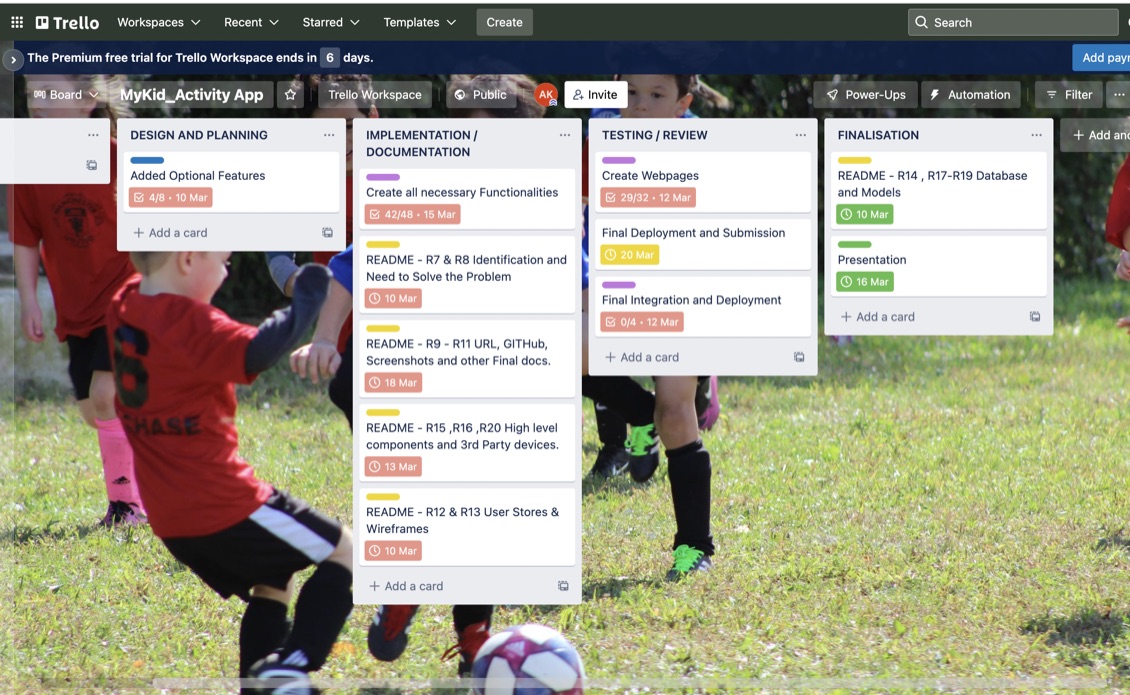 Trello Workspaces Recent Starred Templates Create Search
The Premium free trial for Trello Workspace ends in 6 days.
Board MyKid_Activity App Trello Workspace Public AK Invite Power-Ups Automation Filter
DESIGN AND PLANNING
Added Optional Features
4/8 • 10 Mar
+ Add a card
IMPLEMENTATION /
DOCUMENTATION
Create all necessary Functionalities
42/48 • 15 Mar
README - R7 & R8 Identification and
Need to Solve the Problem
10 Mar
README - R9 - R11 URL, GITHub,
Screenshots and other Final docs.
18 Mar
README - R15 ,R16 ,R20 High level
components and 3rd Party devices.
13 Mar
README - R12 & R13 User Stores &
Wireframes
10 Mar
+ Add a card
TESTING / REVIEW
Create Webpages
29/32 • 12 Mar
Final Deployment and Submission
20 Mar
Final Integration and Deployment
0/4 • 12 Mar
+ Add a card
FINALISATION
README - R14 , R17-R19 Database
and Models
10 Mar
Presentation
16 Mar
+ Add a card
+ Add
6
CHASE